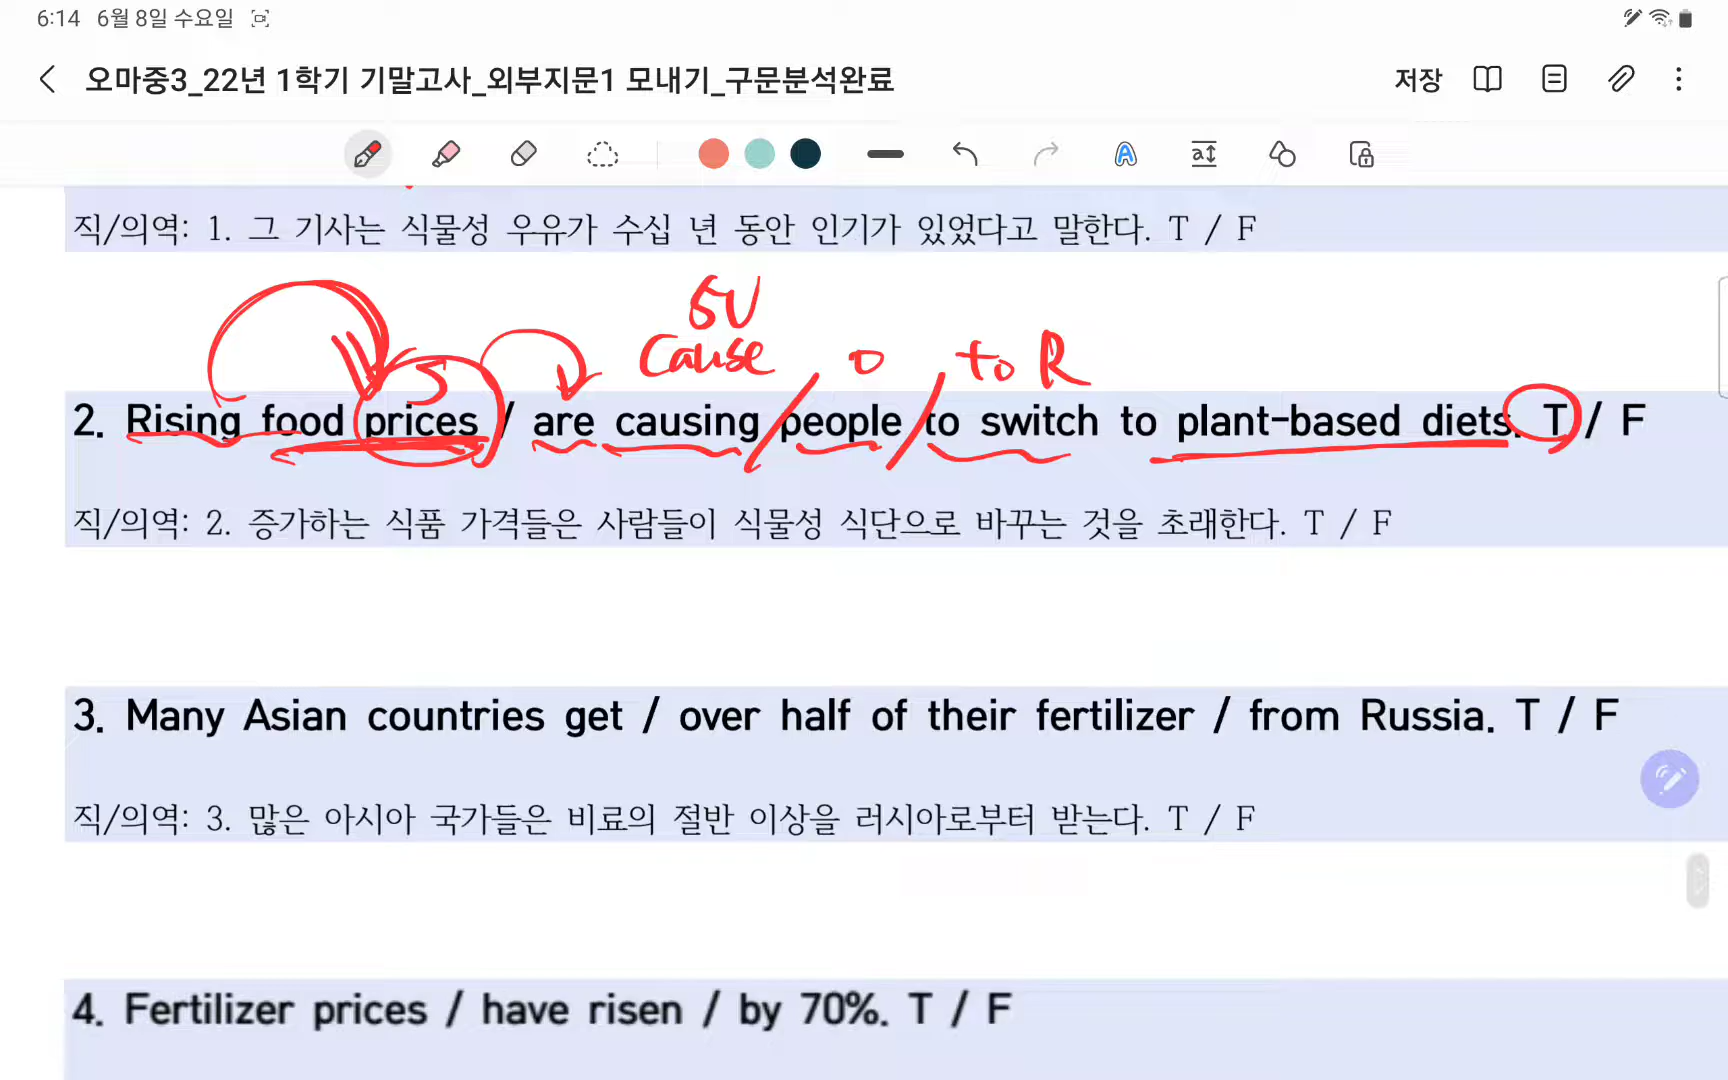 6:14 6월 8일 수요일
오마중3_22년 1학기 기말고사_외부지문1 모내기_구문분석완료
저장
직/의역: 1. 그 기사는 식물성 우유가 수십 년 동안 인기가 있었다고 말한다. T / F
5V
S
Cause , o , to R
2. Rising food prices / are causing people to switch to plant-based diets. T / F
직/의역: 2. 증가하는 식품 가격들은 사람들이 식물성 식단으로 바꾸는 것을 초래한다. T / F
3. Many Asian countries get / over half of their fertilizer / from Russia. T / F
직/의역: 3. 많은 아시아 국가들은 비료의 절반 이상을 러시아로부터 받는다. T / F
4. Fertilizer prices / have risen / by 70%. T / F